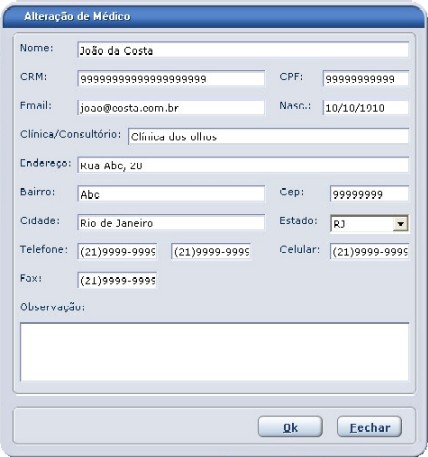 Alteração de Médico
Nome: João da Costa
CRM: 99999999999999999999 CPF: 99999999999
Email: joao@costa.com.br Nasc.: 10/10/1910
Clínica/Consultório: Clínica dos olhos
Endereço: Rua Abc, 20
Bairro: Abc Cep: 99999999
Cidade: Rio de Janeiro Estado: RJ
Telefone: (21)9999-9999 (21)9999-9999 Celular: (21)9999-9999
Fax: (21)9999-9999
Observação:
Ok Fechar